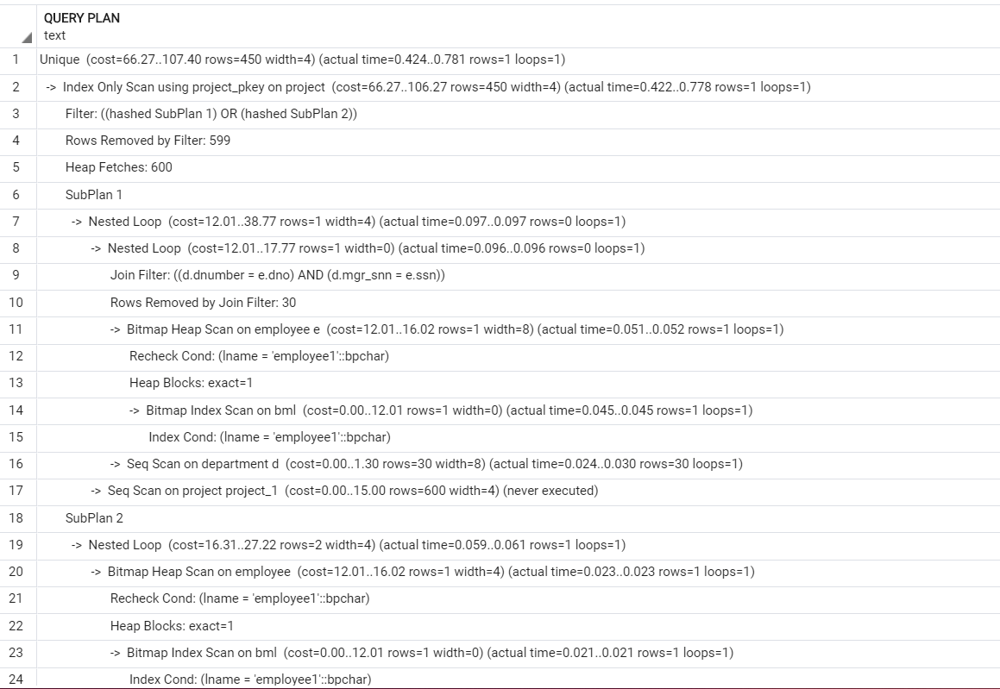 QUERY PLAN
text
1 Unique (cost=66.27..107.40 rows=450 width=4) (actual time=0.424..0.781 rows=1 loops=1)
2 -> Index Only Scan using project_pkey on project (cost=66.27..106.27 rows=450 width=4) (actual time=0.422..0.778 rows=1 loops=1)
3 Filter: ((hashed SubPlan 1) OR (hashed SubPlan 2))
4 Rows Removed by Filter: 599
5 Heap Fetches: 600
6 SubPlan 1
7 -> Nested Loop (cost=12.01..38.77 rows=1 width=4) (actual time=0.097..0.097 rows=0 loops=1)
8 -> Nested Loop (cost=12.01..17.77 rows=1 width=0) (actual time=0.096..0.096 rows=0 loops=1)
9 Join Filter: ((d.dnumber = e.dno) AND (d.mgr_snn = e.ssn))
10 Rows Removed by Join Filter: 30
11 -> Bitmap Heap Scan on employee e (cost=12.01..16.02 rows=1 width=8) (actual time=0.051..0.052 rows=1 loops=1)
12 Recheck Cond: (lname = 'employee1'::bpchar)
13 Heap Blocks: exact=1
14 -> Bitmap Index Scan on bml (cost=0.00..12.01 rows=1 width=0) (actual time=0.045..0.045 rows=1 loops=1)
15 Index Cond: (lname = 'employee1'::bpchar)
16 -> Seq Scan on department d (cost=0.00..1.30 rows=30 width=8) (actual time=0.024..0.030 rows=30 loops=1)
17 -> Seq Scan on project project_1 (cost=0.00..15.00 rows=600 width=4) (never executed)
18 SubPlan 2
19 -> Nested Loop (cost=16.31..27.22 rows=2 width=4) (actual time=0.059..0.061 rows=1 loops=1)
20 -> Bitmap Heap Scan on employee (cost=12.01..16.02 rows=1 width=4) (actual time=0.023..0.023 rows=1 loops=1)
21 Recheck Cond: (lname = 'employee1'::bpchar)
22 Heap Blocks: exact=1
23 -> Bitmap Index Scan on bml (cost=0.00..12.01 rows=1 width=0) (actual time=0.021..0.021 rows=1 loops=1)
24 Index Cond: (lname = 'employee1'::bpchar)